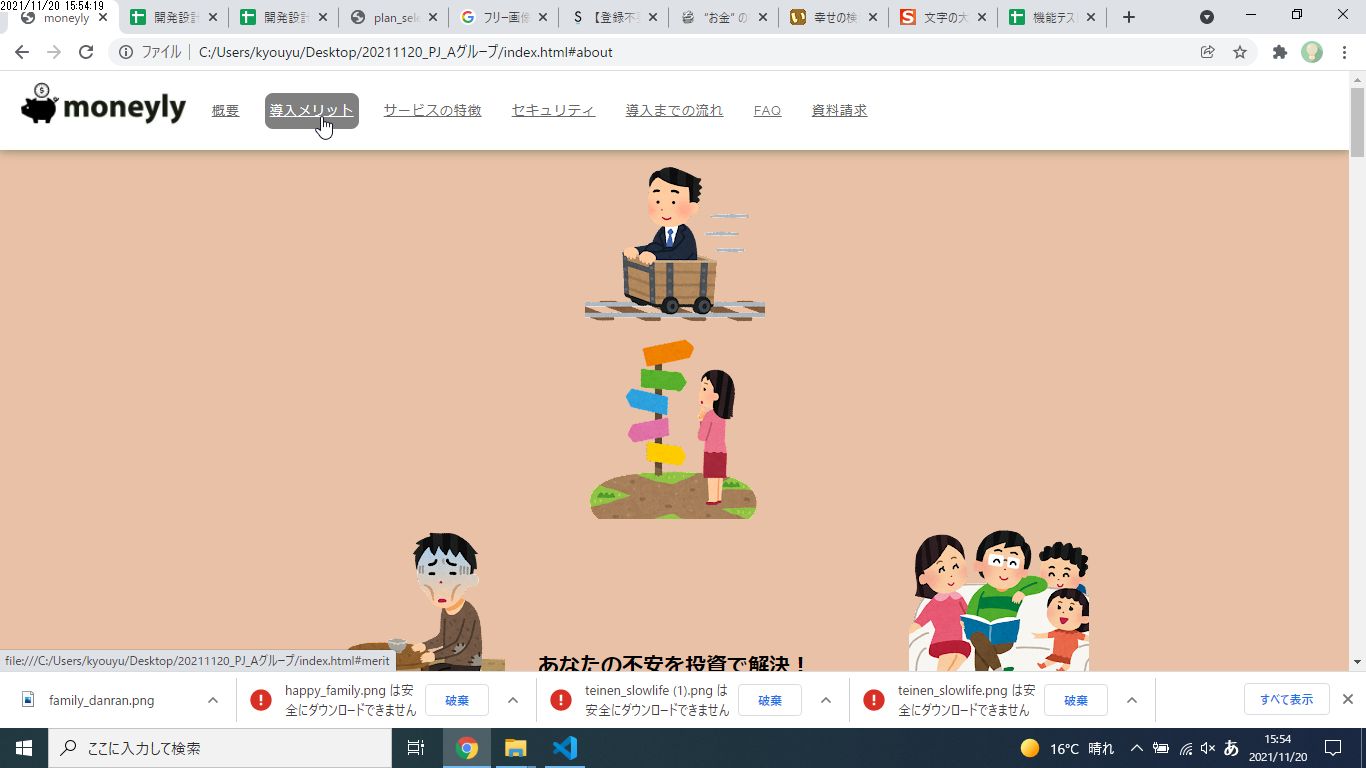 2021/11/20 15:54:19
moneyly
開発設計
開発設計
plan_sele
フリー画像
【登録不要
"お金" の
幸せの検
文字の大
機能テスト
ファイル
C:/Users/kyouyu/Desktop/20211120_PJ_Aグループ/index.html#about
moneyly
概要
導入メリット
サービスの特徴
セキュリティ
導入までの流れ
FAQ
資料請求
あなたの不安を投資で解決！
file:///C:/Users/kyouyu/Desktop/20211120_PJ_Aグループ/index.html#merit
family_danran.png
happy_family.png は安
全にダウンロードできません
破棄
teinen_slowlife (1).png は
安全にダウンロードできません
破棄
teinen_slowlife.png は安
全にダウンロードできません
破棄
すべて表示
ここに入力して検索
16°C 晴れ
あ
15:54
2021/11/20